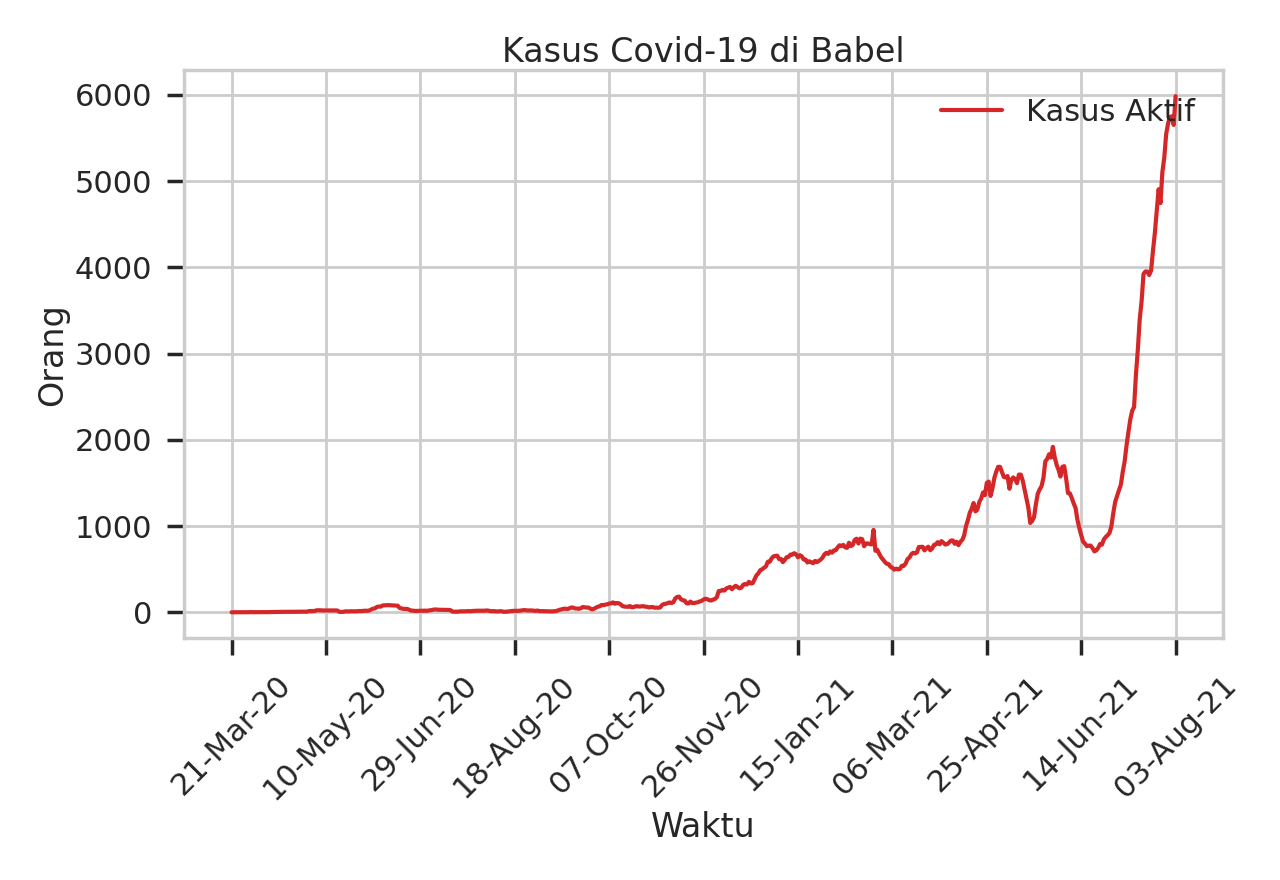 Kasus Covid-19 di Babel
Kasus Aktif
6000
5000
4000
3000
2000
1000
0
Orang
21-Mar-20
10-May-20
29-Jun-20
18-Aug-20
07-Oct-20
26-Nov-20
15-Jan-21
06-Mar-21
25-Apr-21
14-Jun-21
03-Aug-21
Waktu